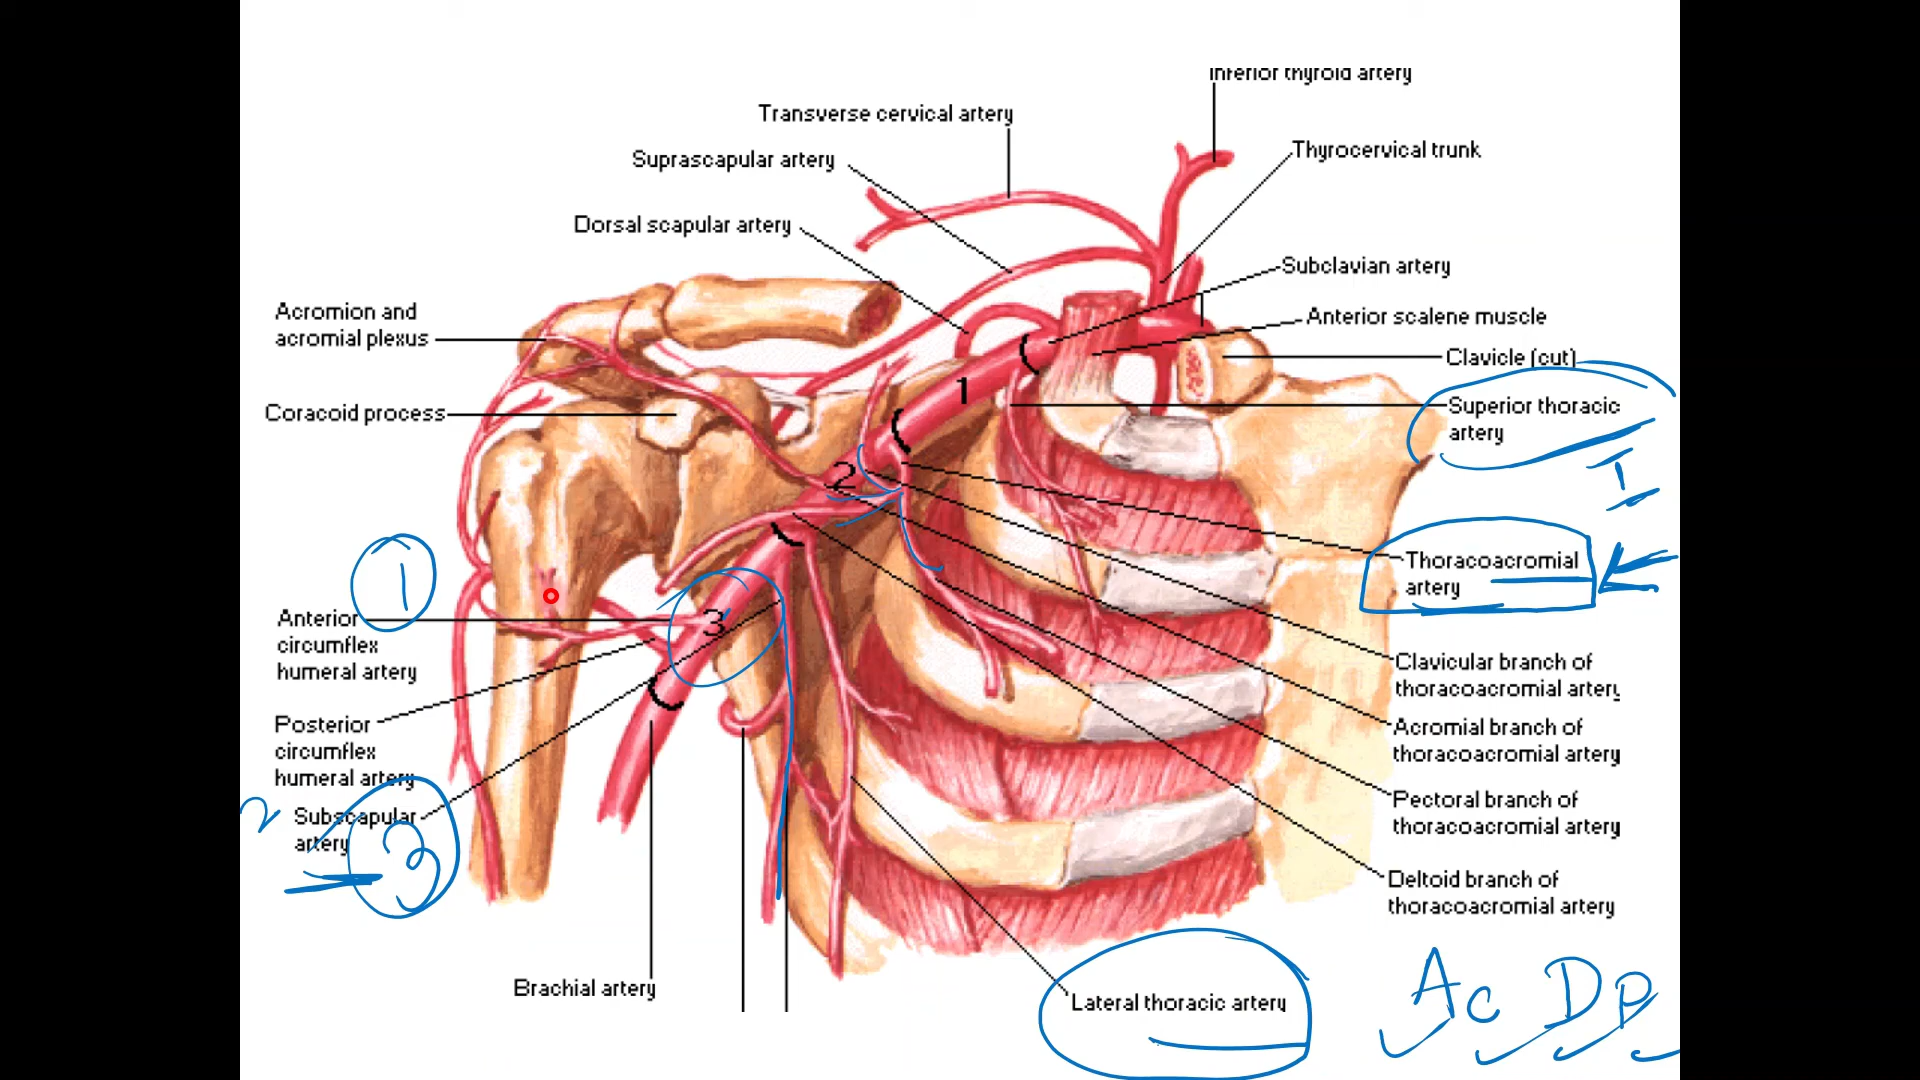 Inferior thyroid artery
Transverse cervical artery
Thyrocervical trunk
Suprascapular artery
Dorsal scapular artery
Subclavian artery
Acromion and
acromial plexus
Anterior scalene muscle
Clavicle (cut)
Coracoid process
Superior thoracic
artery
I
1
2
3
Thoracoacromial
artery
1
Anterior
circumflex
humeral artery
Clavicular branch of
thoracoacromial artery
Posterior
circumflex
humeral artery
Acromial branch of
thoracoacromial artery
2
Subscapular
artery
3
Pectoral branch of
thoracoacromial artery
Deltoid branch of
thoracoacromial artery
Brachial artery
Lateral thoracic artery
A C D P